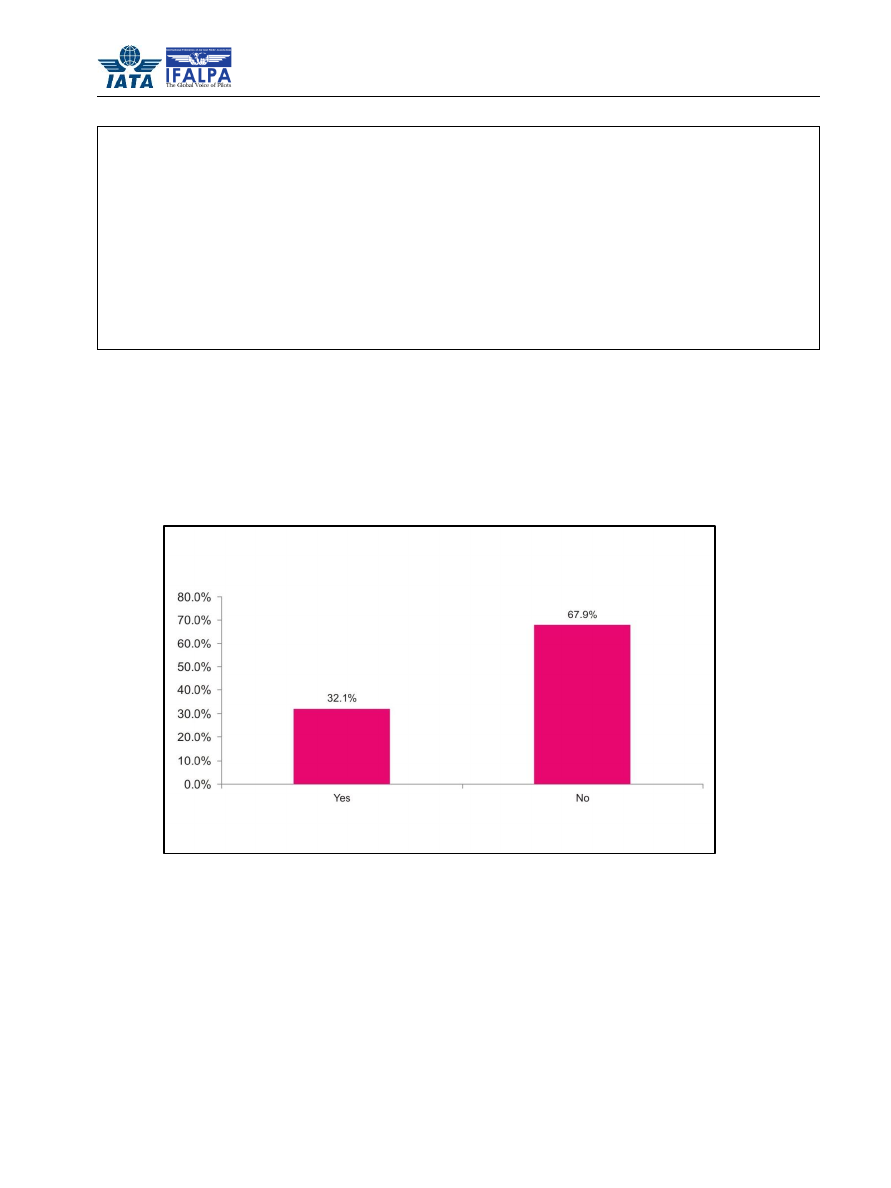 IATA
IFALPA
The Global Voice of Pilots
80.0%
70.0%
60.0%
50.0%
40.0%
30.0%
20.0%
10.0%
0.0%
32.1%
67.9%
Yes
No